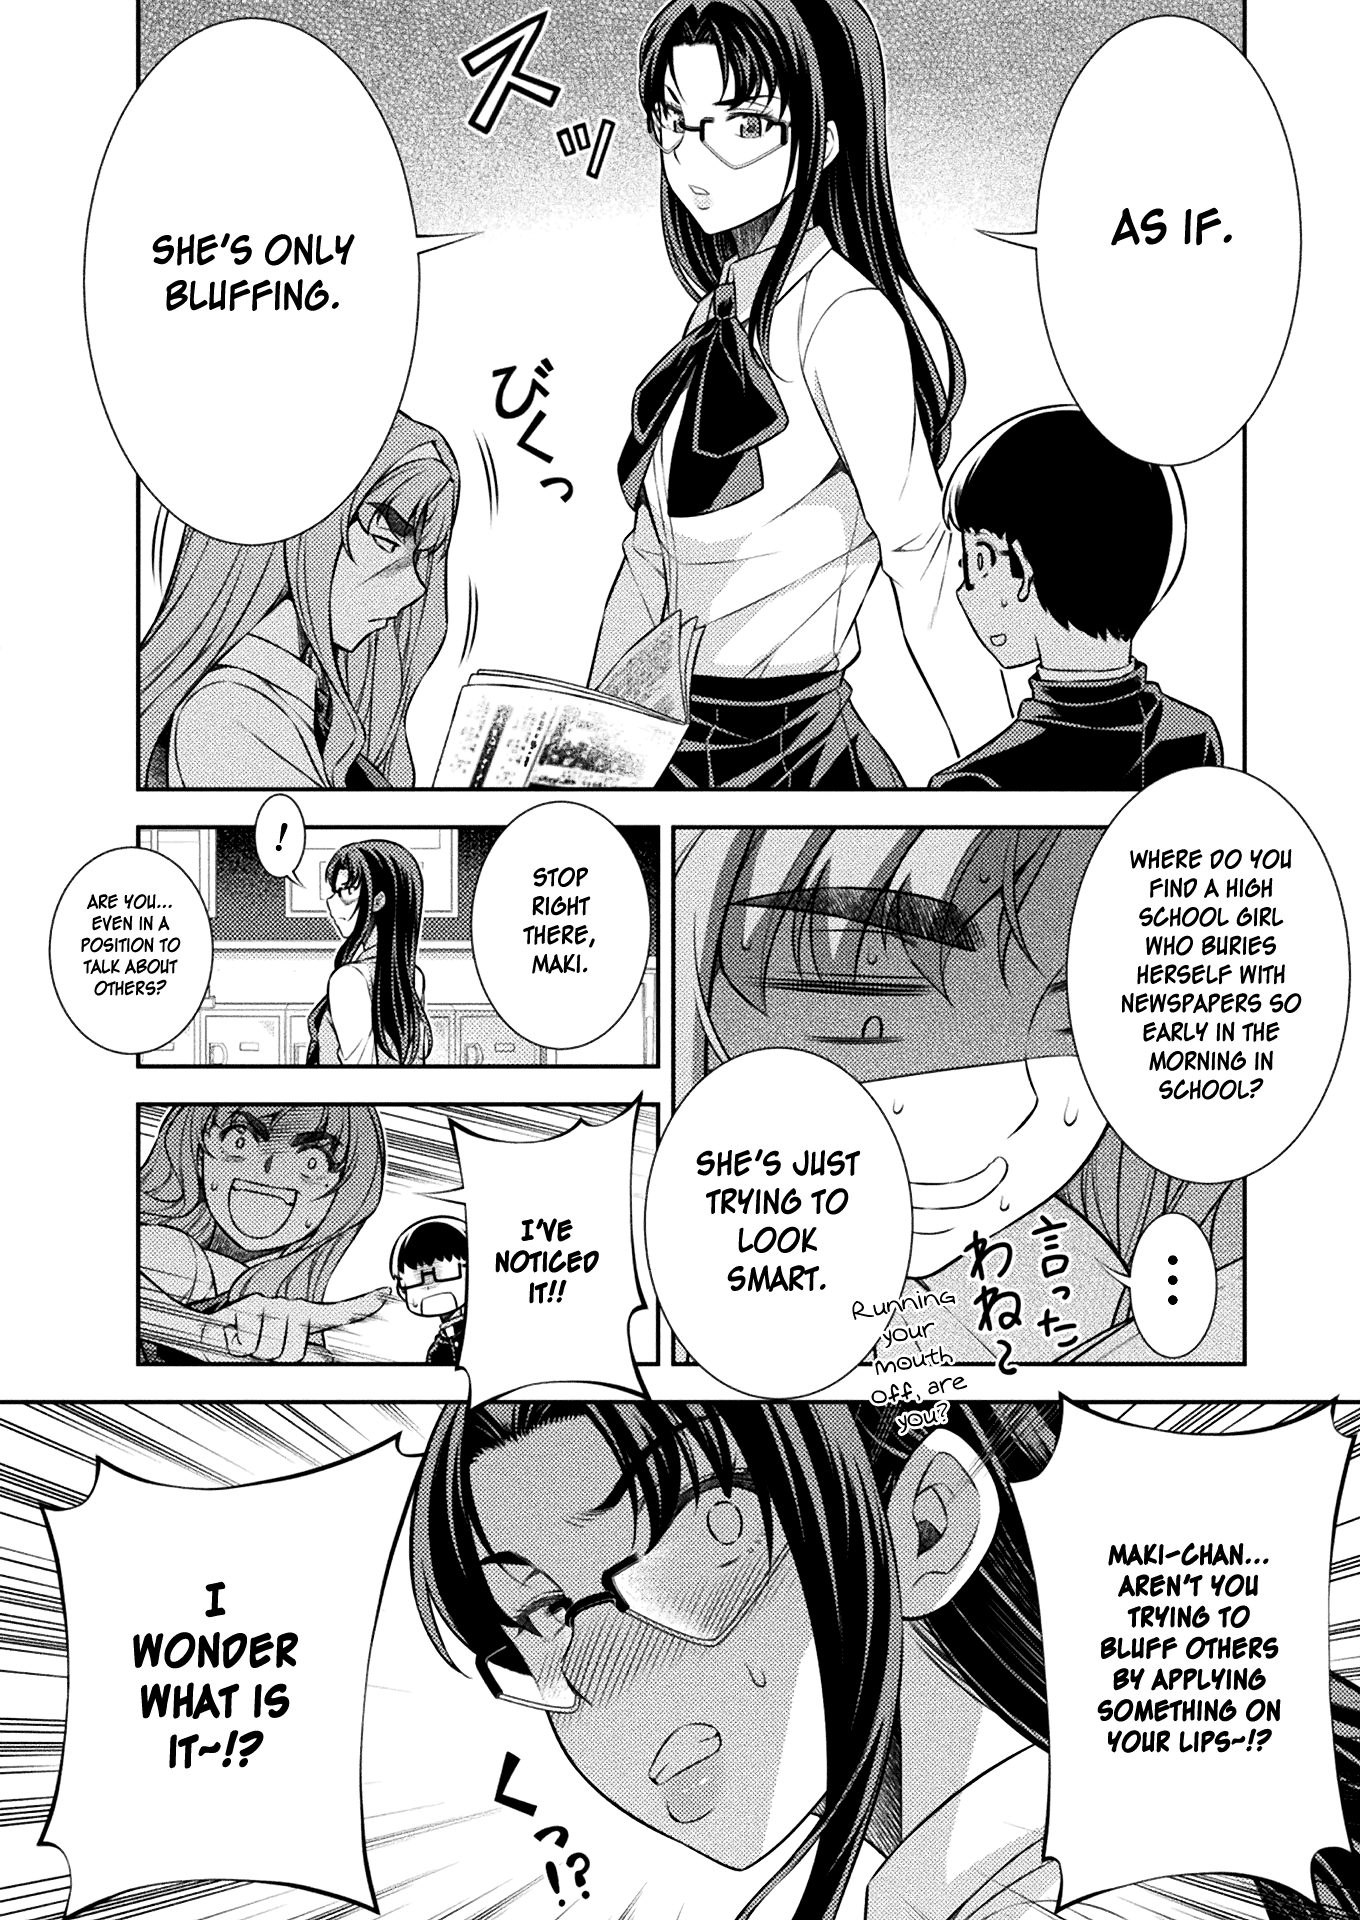 スッ
AS IF.
SHE'S ONLY
BLUFFING.
びくっ
WHERE DO YOU
FIND A HIGH
SCHOOL GIRL
WHO BURIES
HERSELF WITH
NEWSPAPERS SO
EARLY IN THE
MORNING IN
SCHOOL?
SHE'S JUST
TRYING TO
LOOK
SMART.
言った
わね～
Running
your
mouth
off, are
you?
STOP
RIGHT
THERE,
MAKI.
!
ARE YOU...
EVEN IN A
POSITION TO
TALK ABOUT
OTHERS?
I'VE
NOTICED
IT!!
MAKI-CHAN...
AREN'T YOU
TRYING TO
BLUFF OTHERS
BY APPLYING
SOMETHING ON
YOUR LIPS~!?
I
WONDER
WHAT IS
IT~!?
くっ!?